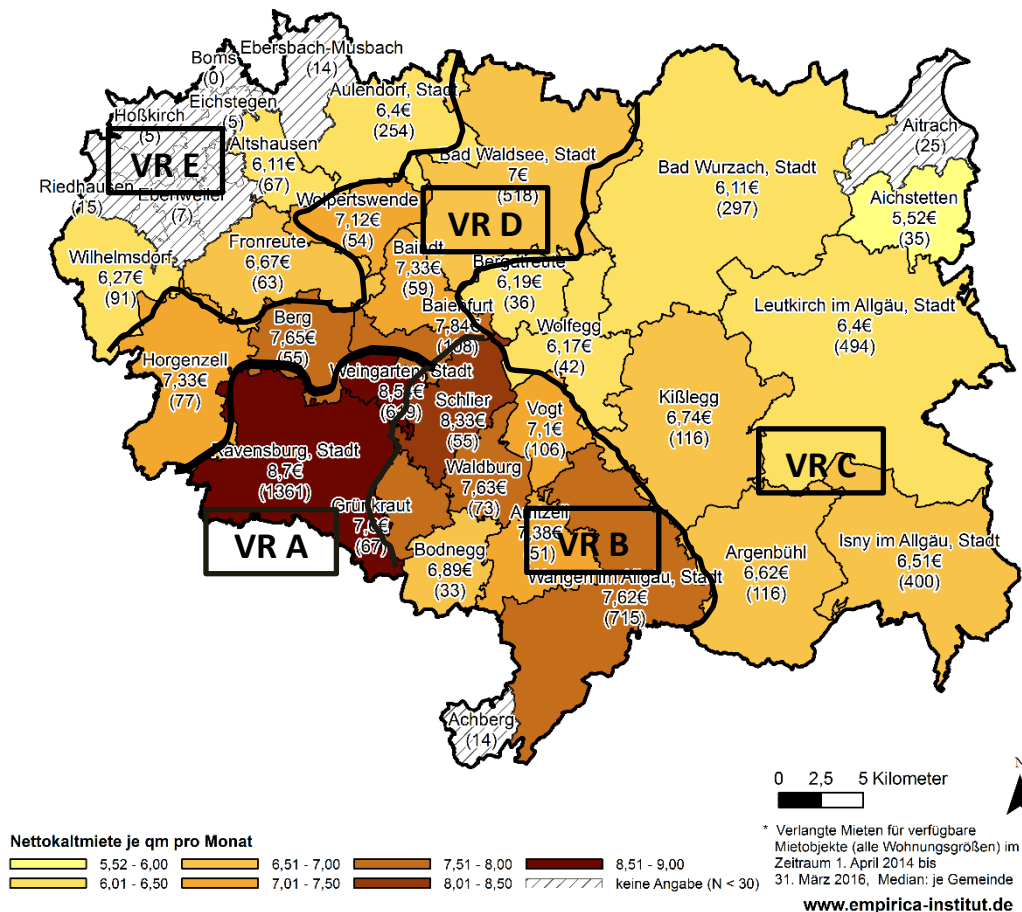 Ebersbach-Musbach
(14)
Boms
(0)
Eichstegen
(5)
Hoßkirch
(5)
Aulendorf, Stadt
6,4€
(254)
Altshausen
6,11€
(67)
VR E
Riedhausen
(15)
Ebenweiler
(7)
Bad Waldsee, Stadt
7€
(518)
Bad Wurzach, Stadt
6,11€
(297)
Aitrach
(25)
Aichstetten
5,52€
(35)
Wolpertswende
7,12€
(54)
VR D
Wilhelmsdorf
6,27€
(91)
Fronreute
6,67€
(63)
Baindt
7,33€
(59)
Bergatreute
6,19€
(36)
Leutkirch im Allgäu, Stadt
6,4€
(494)
Baienfurt
7,84€
(108)
Berg
7,65€
(55)
Wolfegg
6,17€
(42)
Horgenzell
7,33€
(77)
Weingarten, Stadt
Schlier
8,33€
(55)
Kißlegg
6,74€
(116)
Vogt
7,1€
(106)
Ravensburg, Stadt
8,7€
(1361)
Waldburg
7,63€
(73)
VR C
Grünkraut
(67)
VR A
Amtzell
7,38€
(51)
VR B
Bodnegg
6,89€
(33)
Wangen im Allgäu, Stadt
7,62€
(715)
Argenbühl
6,62€
(116)
Isny im Allgäu, Stadt
6,51€
(400)
Achberg
(14)
N
0 2,5 5 Kilometer
Nettokaltmiete je qm pro Monat
5,52 - 6,00 6,51 - 7,00 7,51 - 8,00 8,51 - 9,00
6,01 - 6,50 7,01 - 7,50 8,01 - 8,50 keine Angabe (N < 30)
* Verlangte Mieten für verfügbare
Mietobjekte (alle Wohnungsgrößen) im
Zeitraum 1. April 2014 bis
31. März 2016, Median: je Gemeinde
www.empirica-institut.de